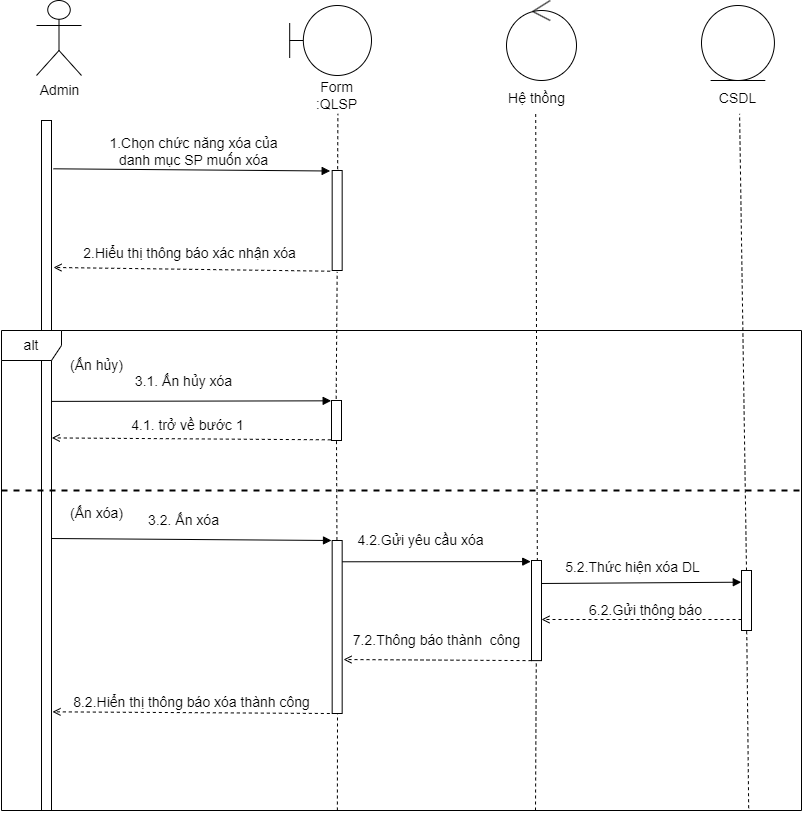 Admin
Form
:QLSP
Hệ thồng
CSDL
1.Chọn chức năng xóa của
danh mục SP muốn xóa
2.Hiểu thị thông báo xác nhận xóa
alt
(Ấn hủy)
3.1. Ấn hủy xóa
4.1. trở về bước 1
(Ấn xóa)
3.2. Ấn xóa
4.2.Gửi yêu cầu xóa
5.2.Thức hiện xóa DL
6.2.Gửi thông báo
7.2.Thông báo thành công
8.2.Hiển thị thông báo xóa thành công